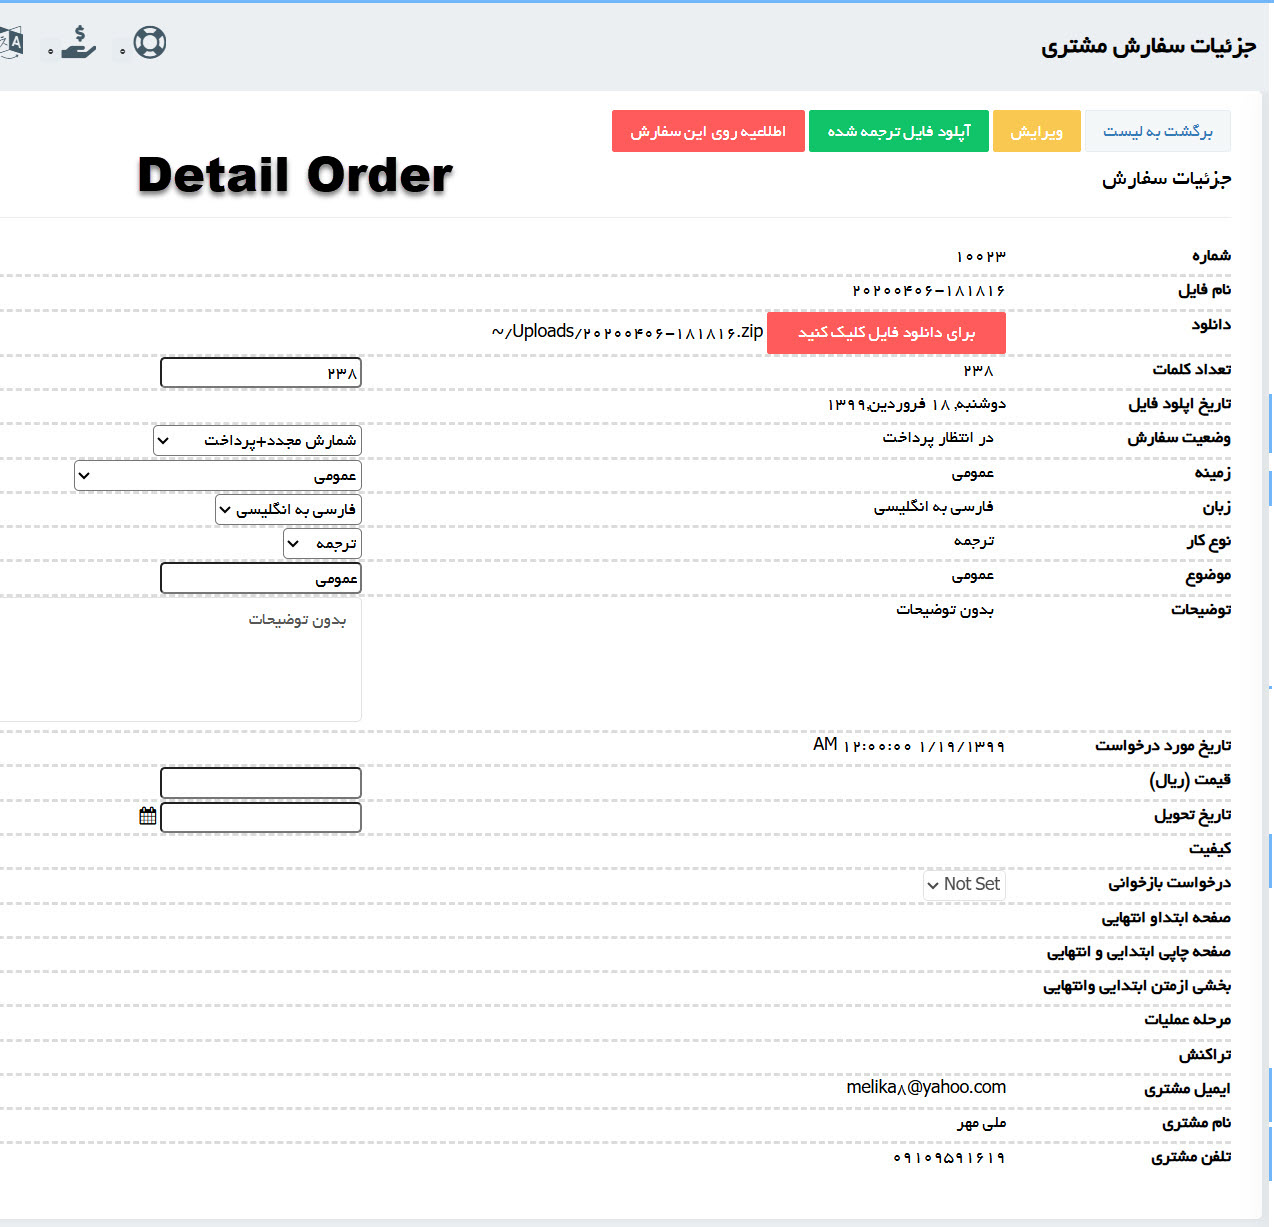 جزئیات سفارش مشتری
۰
۰
برگشت به لیست
ویرایش
آپلود فایل ترجمه شده
اطلاعیه روی این سفارش
Detail Order
جزئیات سفارش
شماره ۱۰۰۲۳
نام فایل ۲۰۲۰۰۴۰۶-۱۸۱۸۱۶
دانلود برای دانلود فایل کلیک کنید ~/Uploads/۲۰۲۰۰۴۰۶-۱۸۱۸۱۶.zip
تعداد کلمات ۲۳۸ ۲۳۸
تاریخ اپلود فایل دوشنبه, ۱۸ فروردین,۱۳۹۹
وضعیت سفارش در انتظار پرداخت شمارش مجدد+پرداخت
زمینه عمومی عمومی
زبان فارسی به انگلیسی فارسی به انگلیسی
نوع کار ترجمه ترجمه
موضوع عمومی عمومی
توضیحات بدون توضیحات بدون توضیحات
تاریخ مورد درخواست ۱/۱۹/۱۳۹۹ ۱۲:۰۰:۰۰ AM
قیمت (ریال)
تاریخ تحویل
کیفیت
درخواست بازخوانی Not Set
صفحه ابتداو انتهایی
صفحه چاپی ابتدایی و انتهایی
بخشی ازمتن ابتدایی وانتهایی
مرحله عملیات
تراکنش
ایمیل مشتری melika۸@yahoo.com
نام مشتری ملی مهر
تلفن مشتری ۰۹۱۰۹۵۹۱۶۱۹